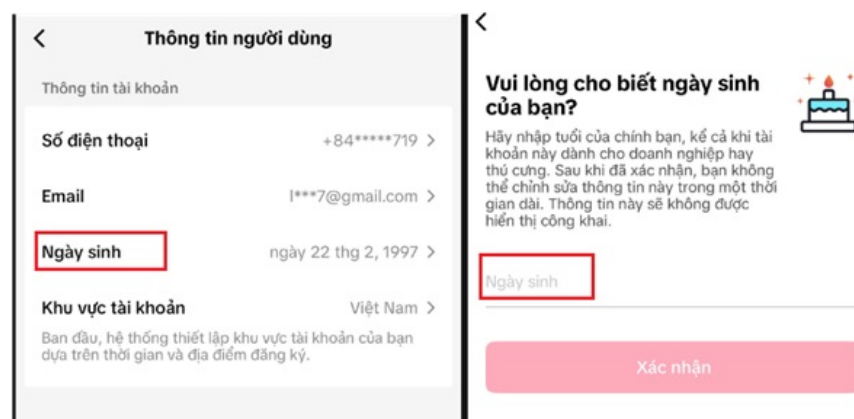 Thông tin người dùng
Thông tin tài khoản
Số điện thoại +84*****719
Email l***7@gmail.com
Ngày sinh ngày 22 thg 2, 1997
Khu vực tài khoản Việt Nam
Ban đầu, hệ thống thiết lập khu vực tài khoản của bạn
dựa trên thời gian và địa điểm đăng ký.
Vui lòng cho biết ngày sinh
của bạn?
Hãy nhập tuổi của chính bạn, kể cả khi tài
khoản này dành cho doanh nghiệp hay
thú cưng. Sau khi đã xác nhận, bạn không
thể chỉnh sửa thông tin này trong một thời
gian dài. Thông tin này sẽ không được
hiển thị công khai.
Ngày sinh
Xác nhận